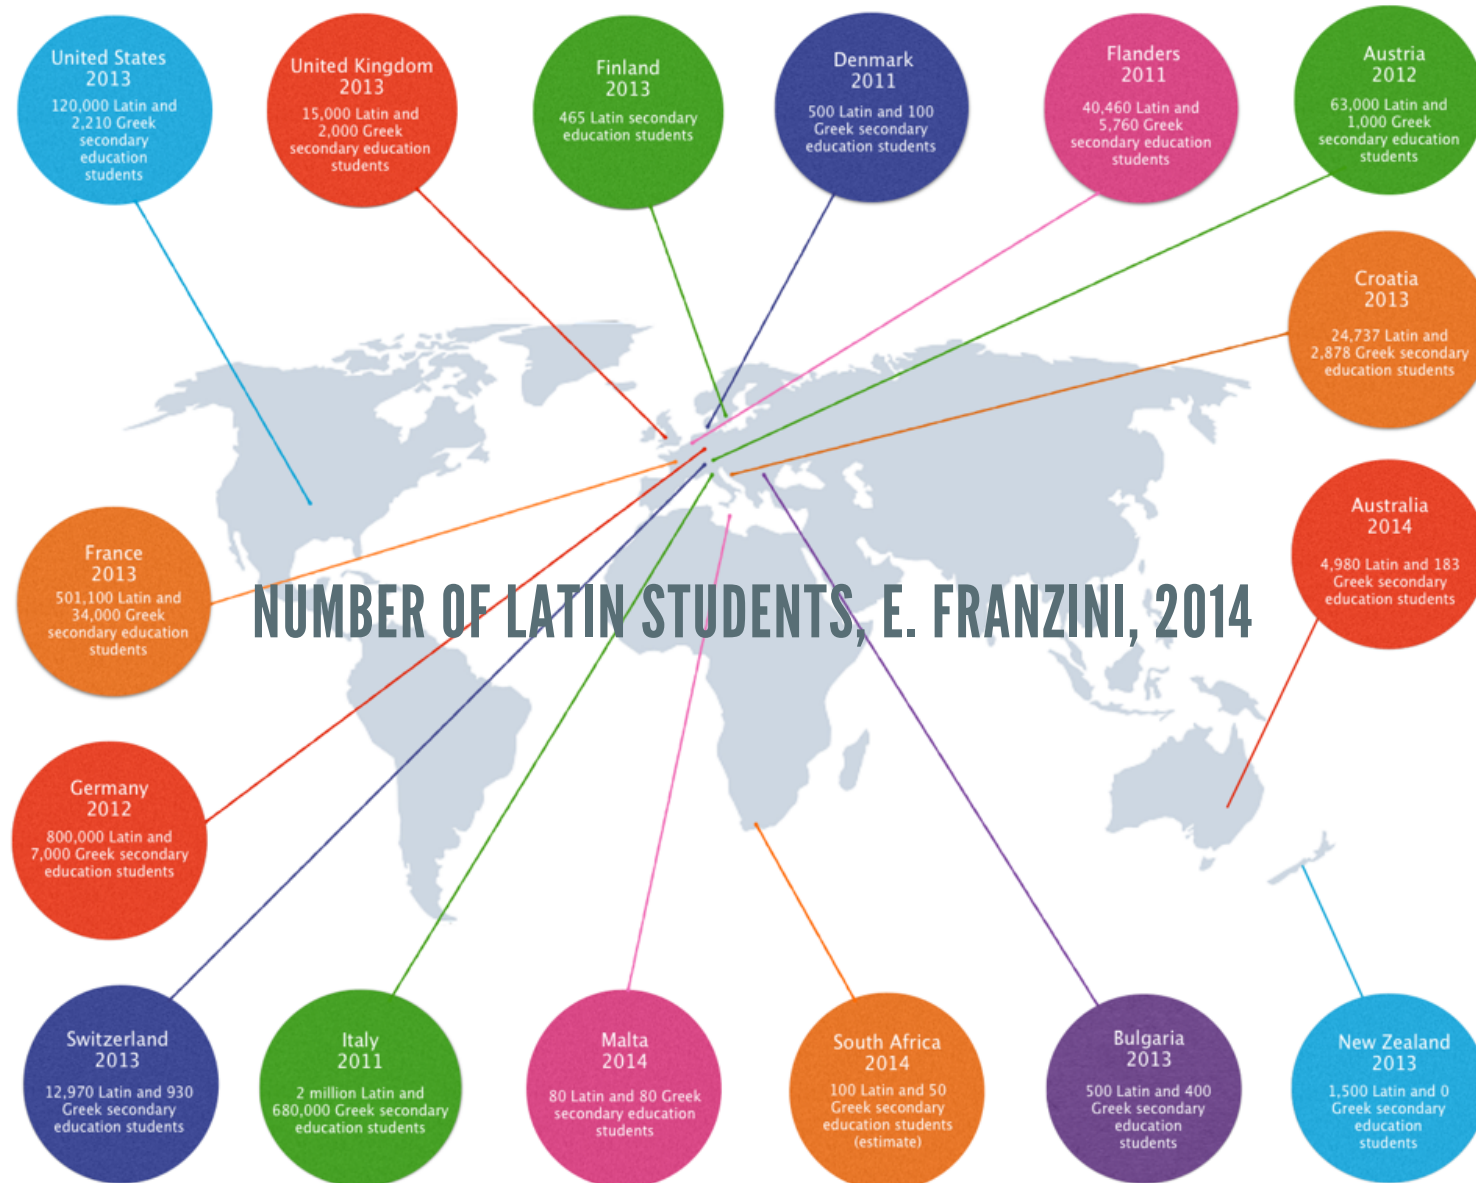 United States
2013
120,000 Latin and
2,210 Greek
secondary
education
students
United Kingdom
2013
15,000 Latin and
2,000 Greek
secondary education
students
Finland
2013
465 Latin secondary
education students
Denmark
2011
500 Latin and 100
Greek secondary
education students
Flanders
2011
40,460 Latin and
5,760 Greek
secondary education
students
Austria
2012
63,000 Latin and
1,000 Greek
secondary education
students
Croatia
2013
24,737 Latin and
2,878 Greek secondary
education students
France
2013
501,100 Latin and
34,000 Greek
secondary education
students
Australia
2014
4,980 Latin and 183
Greek secondary
education students
NUMBER OF LATIN STUDENTS, E. FRANZINI, 2014
Germany
2012
800,000 Latin and
7,000 Greek secondary
education students
Switzerland
2013
12,970 Latin and 930
Greek secondary
education students
Italy
2011
2 million Latin and
680,000 Greek secondary
education students
Malta
2014
80 Latin and 80 Greek
secondary education
students
South Africa
2014
100 Latin and 50
Greek secondary
education students
(estimate)
Bulgaria
2013
500 Latin and 400
Greek secondary
education
students
New Zealand
2013
1,500 Latin and 0
Greek secondary
education
students